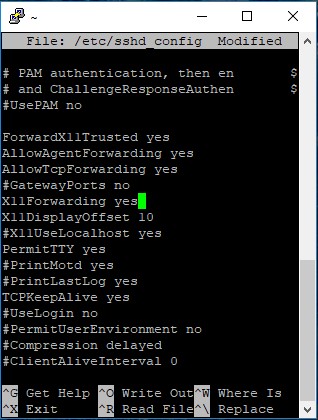 ~
File: /etc/sshd_config Modified
# PAM authentication, then en $
# and ChallengeResponseAuthen $
#UsePAM no
ForwardX11Trusted yes
AllowAgentForwarding yes
AllowTcpForwarding yes
#GatewayPorts no
X11Forwarding yes
X11DisplayOffset 10
#X11UseLocalhost yes
PermitTTY yes
#PrintMotd yes
#PrintLastLog yes
TCPKeepAlive yes
#UseLogin no
#PermitUserEnvironment no
#Compression delayed
#ClientAliveInterval 0
^G Get Help ^O Write Out^W Where Is
^X Exit ^R Read File^\ Replace